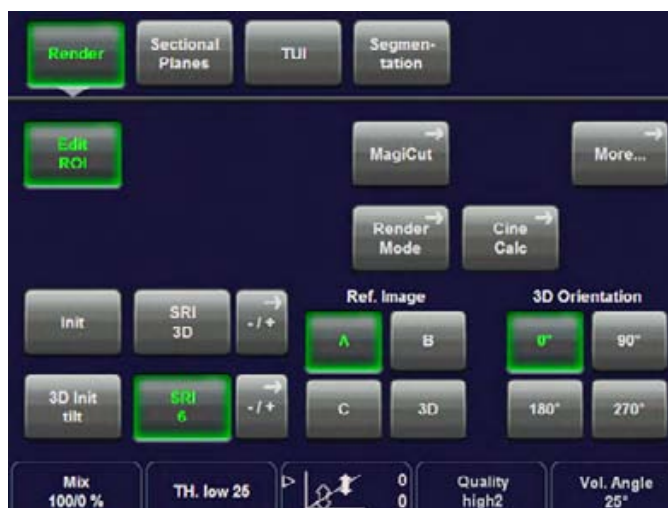 Render
Sectional
Planes
TUI
Segmen-
tation
Edit
ROI
MagiCut
More...
Render
Mode
Cine
Calc
Ref. Image
3D Orientation
Init
SRI
3D
- / +
A
B
0°
90°
3D Init
tilt
SRI
6
- / +
C
3D
180°
270°
Mix
100/0 %
TH. low 25
0
0
Quality
high2
Vol. Angle
25°